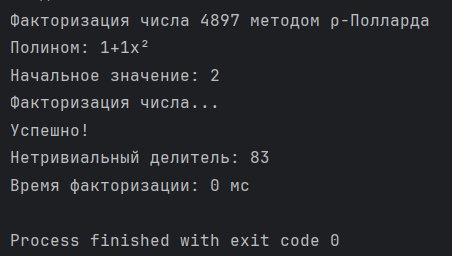 Факторизация числа 4897 методом ρ-Полларда
Полином: 1+1x²
Начальное значение: 2
Факторизация числа...
Успешно!
Нетривиальный делитель: 83
Время факторизации: 0 мс
Process finished with exit code 0